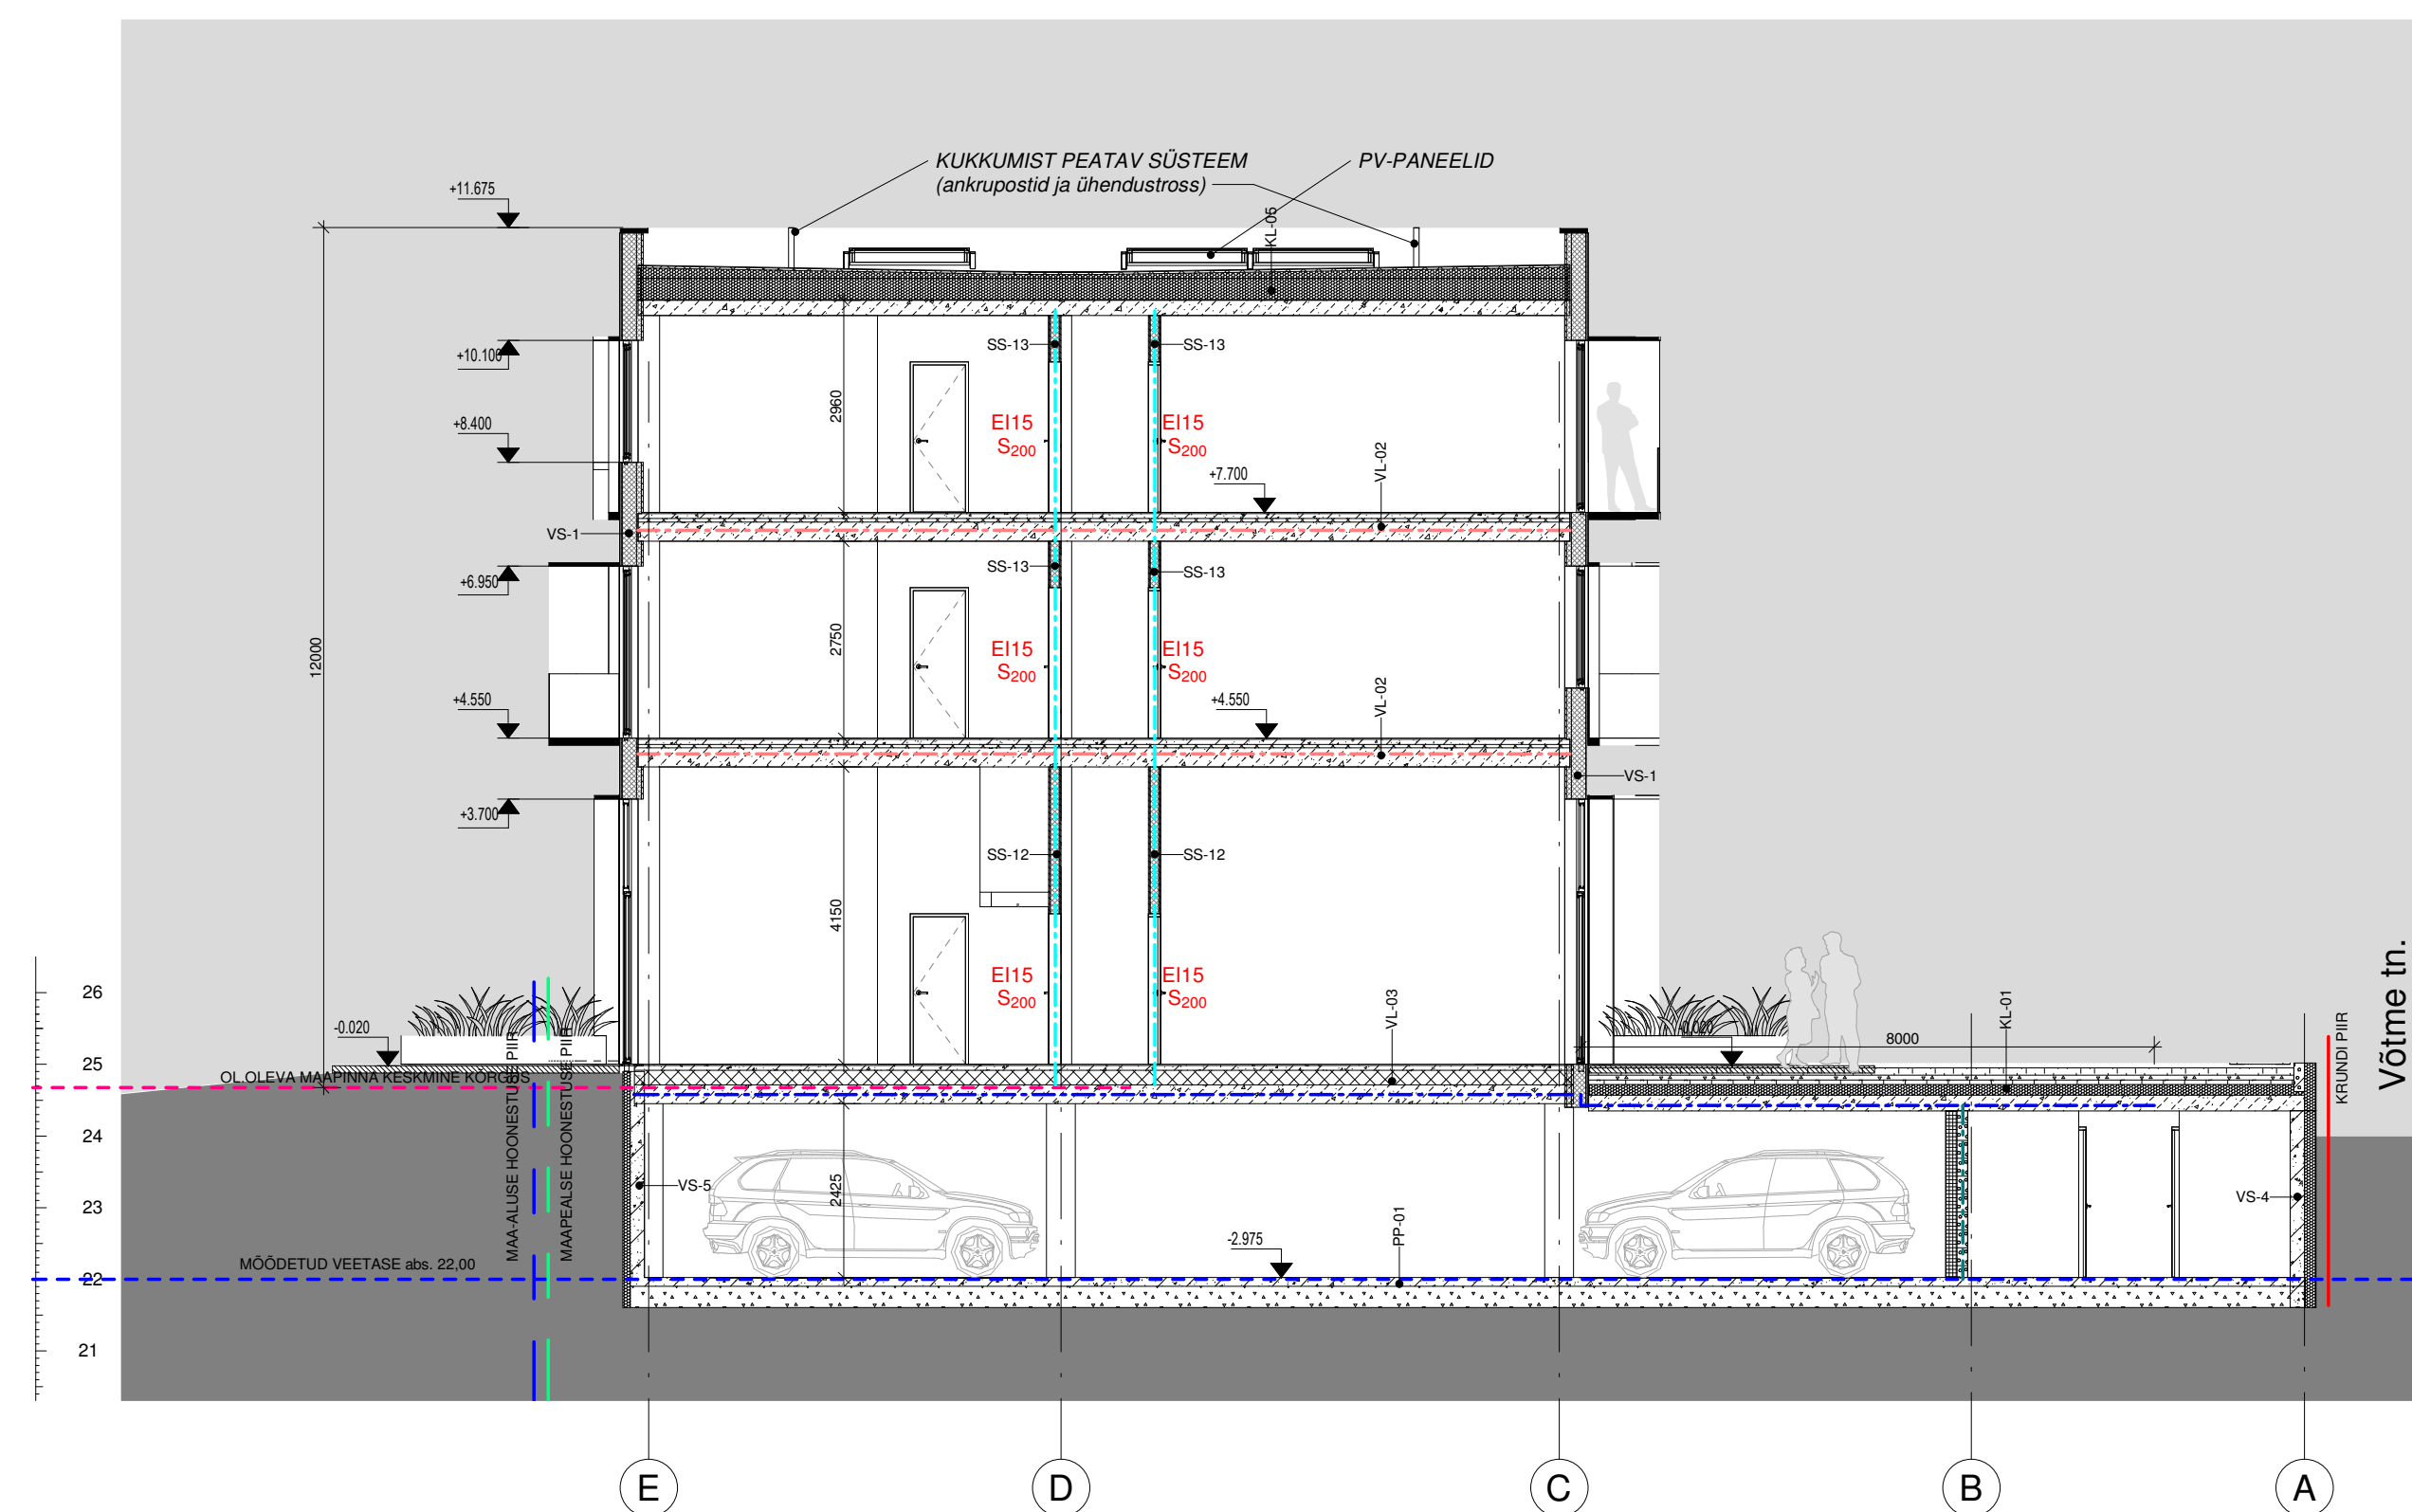 KUKKUMIST PEATAV SÜSTEEM
(ankrupostid ja ühendustross)
PV-PANEELID
+11.675
KL-05
+10.100
SS-13
SS-13
2960
+8.400
EI15
S200
EI15
S200
VL-02
+7.700
VS-1
+6.950
SS-13
SS-13
12000
2750
EI15
S200
EI15
S200
+4.550
+4.550
VL-02
VS-1
+3.700
SS-12
SS-12
4150
EI15
S200
EI15
S200
VL-03
KL-01
Võtme tn.
26
-0.020
-0.020
8000
25
OL.OLEVA MAAPINNA KESKMINE KÕRGUS
MAA-ALUSE HOONESTUSE PIIR
MAAPEALSE HOONESTUSE PIIR
KRUNDI PIIR
24
23
VS-5
2425
VS-4
-2.975
PP-01
MÕÕDETUD VEETASE abs. 22,00
22
21
E
D
C
B
A